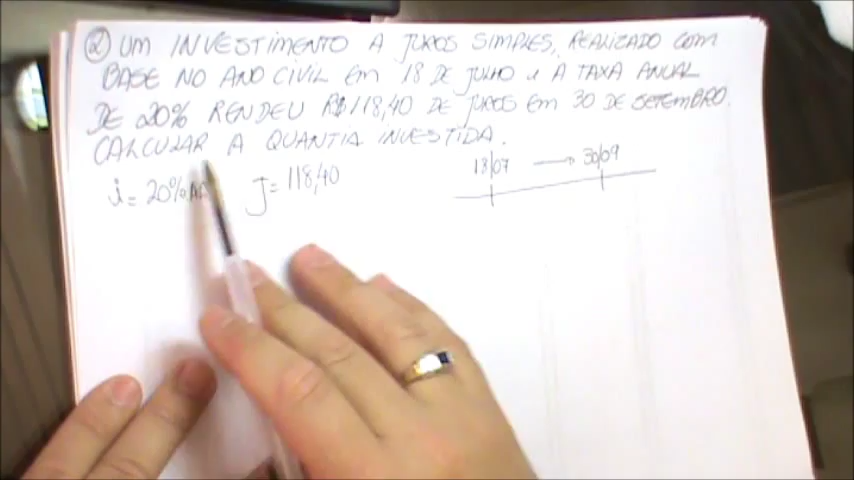 ② UM INVESTIMENTO A JUROS SIMPLES, REALIZADO COM
BASE NO ANO CIVIL EM 18 DE JULHO e A TAXA ANUAL
DE 20% RENDEU R$118,40 DE JUROS EM 30 DE SETEMBRO.
CALCULAR A QUANTIA INVESTIDA.
18/07 → 30/09
i = 20% J = 118,40